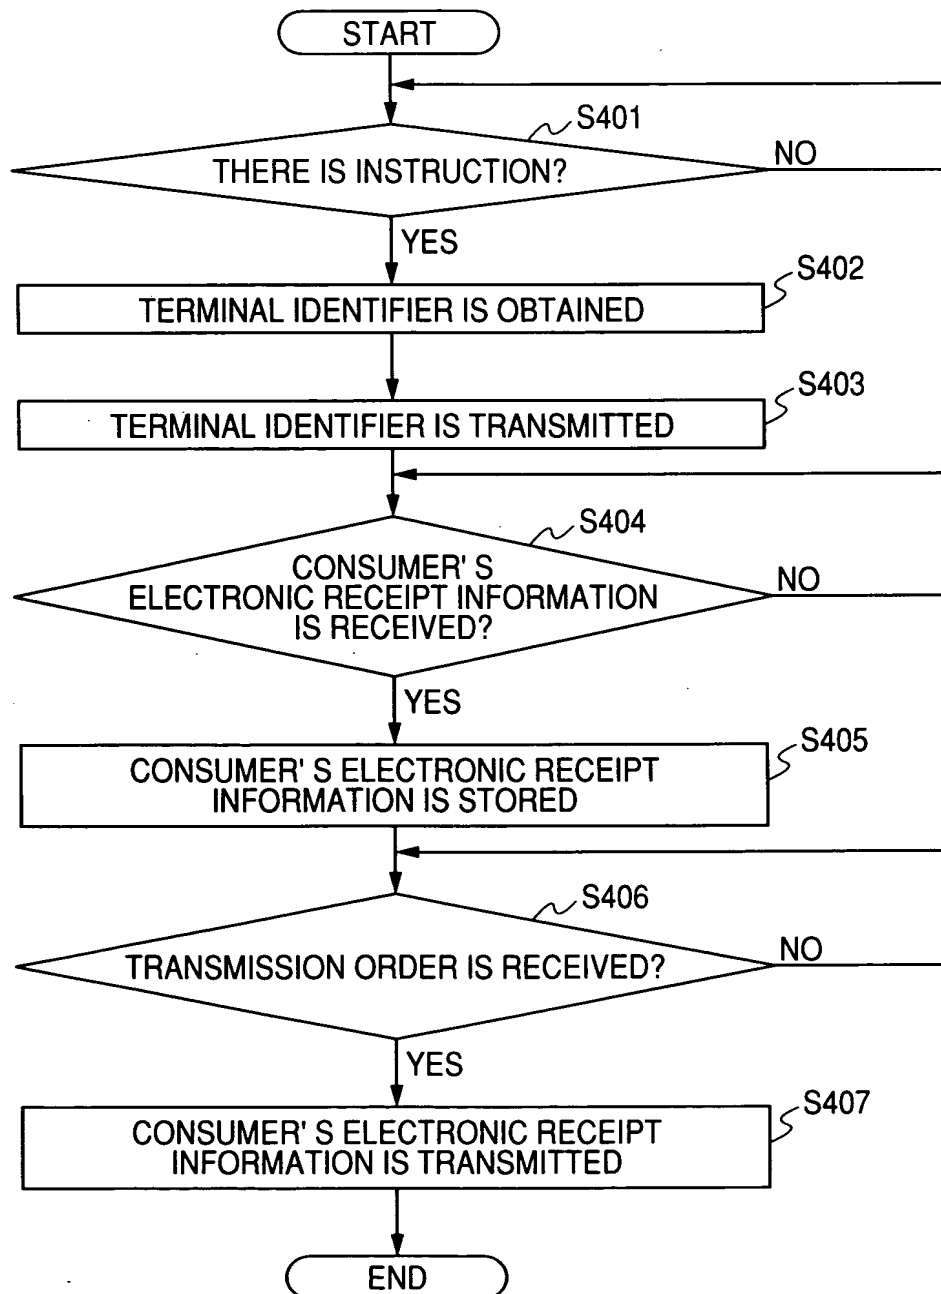 START
S401
THERE IS INSTRUCTION?
NO
YES
S402
TERMINAL IDENTIFIER IS OBTAINED
S403
TERMINAL IDENTIFIER IS TRANSMITTED
S404
CONSUMER' S
ELECTRONIC RECEIPT INFORMATION
IS RECEIVED?
NO
YES
S405
CONSUMER' S ELECTRONIC RECEIPT
INFORMATION IS STORED
S406
TRANSMISSION ORDER IS RECEIVED?
NO
YES
S407
CONSUMER' S ELECTRONIC RECEIPT
INFORMATION IS TRANSMITTED
END